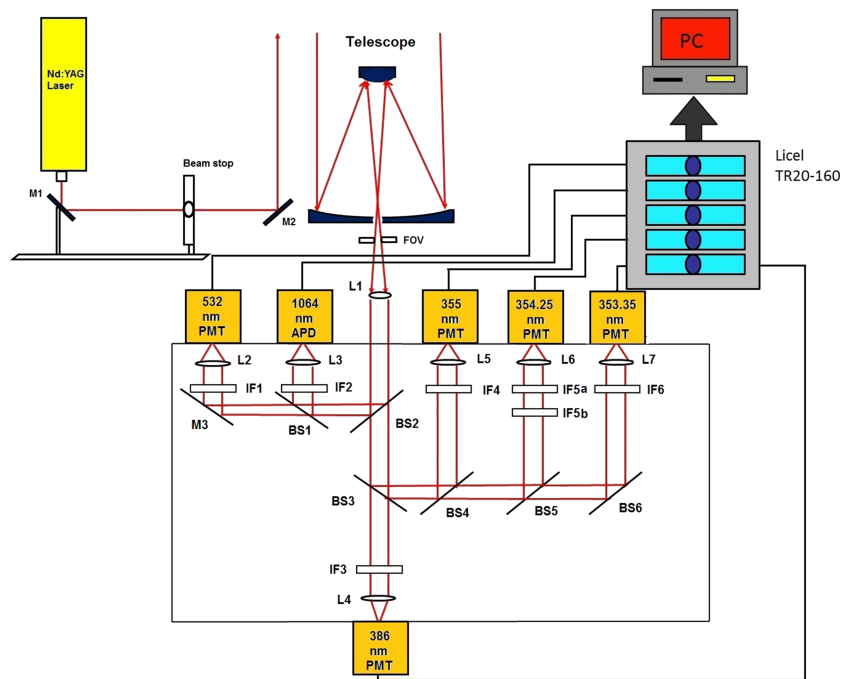 Nd:YAG
Laser
Telescope
PC
Licel
TR20-160
Beam stop
M1
M2
FOV
L1
532
nm
PMT
1064
nm
APD
355
nm
PMT
354.25
nm
PMT
353.35
nm
PMT
L2
L3
L5
L6
L7
IF1
IF2
IF4
IF5a
IF6
IF5b
M3
BS1
BS2
BS3
BS4
BS5
BS6
IF3
L4
386
nm
PMT